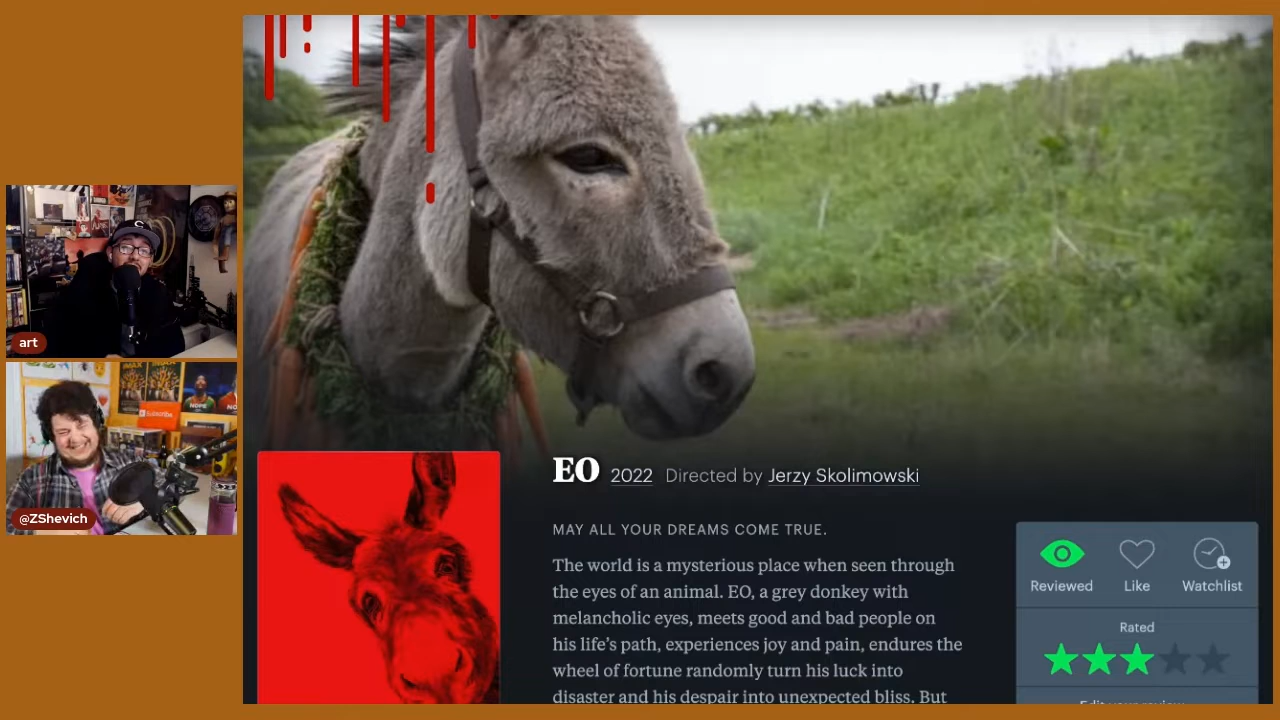 art
IMAX
NOPE
Subscribe
@ZShevich
EO 2022 Directed by Jerzy Skolimowski
MAY ALL YOUR DREAMS COME TRUE.
The world is a mysterious place when seen through
the eyes of an animal. EO, a grey donkey with
melancholic eyes, meets good and bad people on
his life's path, experiences joy and pain, endures the
wheel of fortune randomly turn his luck into
disaster and his despair into unexpected bliss. But
Reviewed
Like
Watchlist
Rated